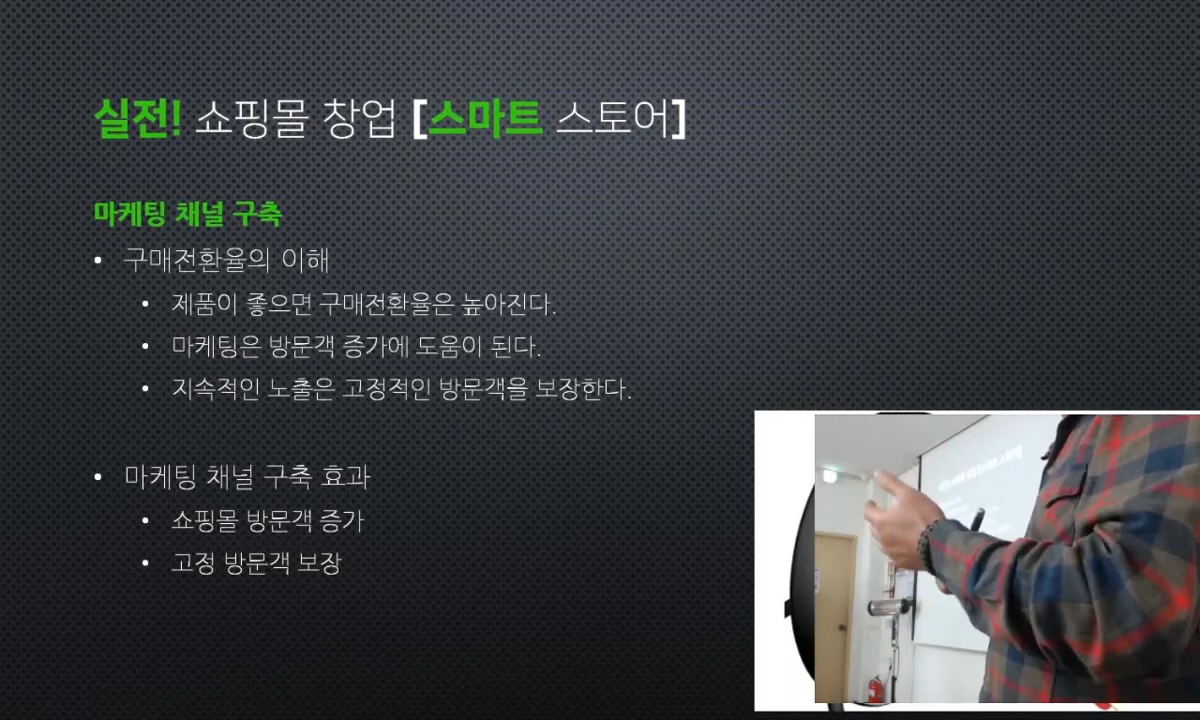 실전! 쇼핑몰 창업 [스마트 스토어]
마케팅 채널 구축
• 구매전환율의 이해
• 제품이 좋으면 구매전환율은 높아진다.
• 마케팅은 방문객 증가에 도움이 된다.
• 지속적인 노출은 고정적인 방문객을 보장한다.
• 마케팅 채널 구축 효과
• 쇼핑몰 방문객 증가
• 고정 방문객 보장